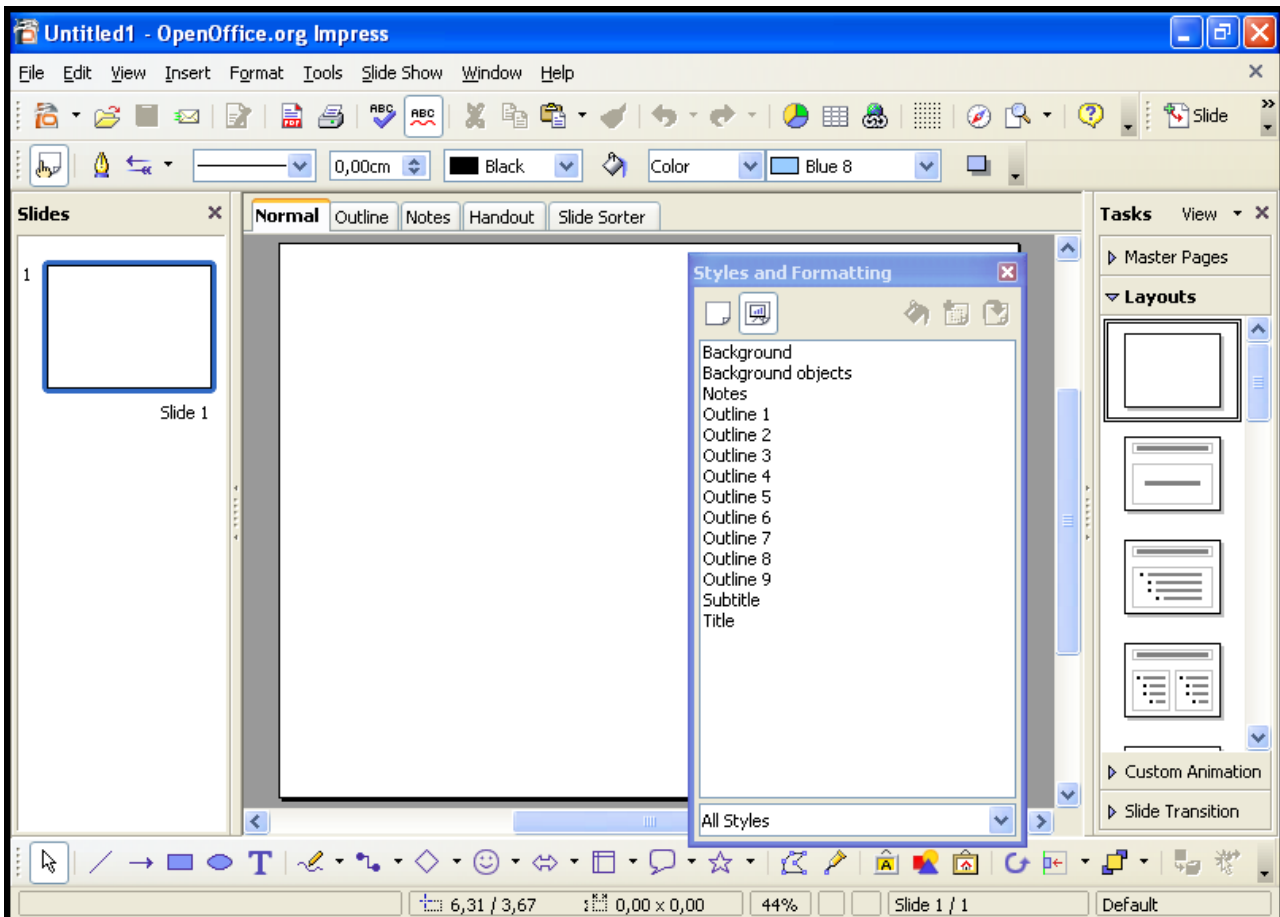 Untitled1 - OpenOffice.org Impress
File Edit View Insert Format Tools Slide Show Window Help
ABC ABC Slide
0,00cm Black Color Blue 8
Slides
1
Slide 1
Normal Outline Notes Handout Slide Sorter
Styles and Formatting
Background
Background objects
Notes
Outline 1
Outline 2
Outline 3
Outline 4
Outline 5
Outline 6
Outline 7
Outline 8
Outline 9
Subtitle
Title
All Styles
Tasks View
Master Pages
Layouts
Custom Animation
Slide Transition
T A
6,31 / 3,67 0,00 x 0,00 44% Slide 1 / 1 Default